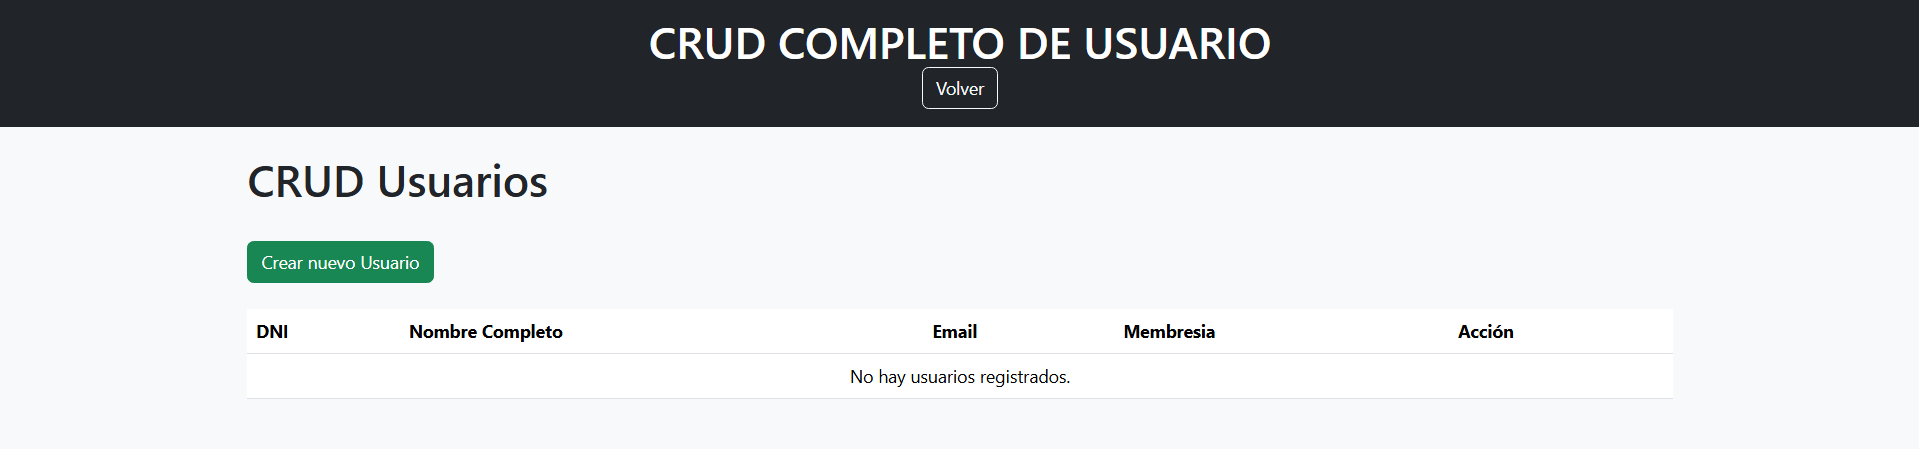 CRUD COMPLETO DE USUARIO
Volver
CRUD Usuarios
Crear nuevo Usuario
DNI Nombre Completo Email Membresia Acción
No hay usuarios registrados.